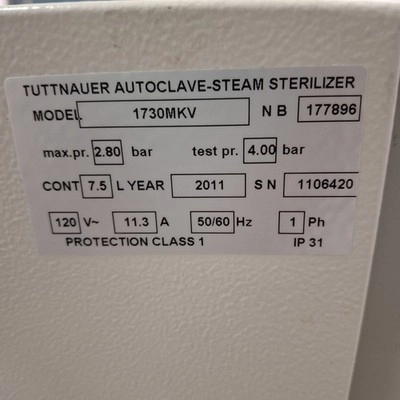 TUTTNAUER AUTOCLAVE-STEAM STERILIZER
MODEL 1730MKV N B 177896
max.pr. 2.80 bar test pr. 4.00 bar
CONT 7.5 L YEAR 2011 S N 1106420
120 V~ 11.3 A 50/60 Hz 1 Ph
PROTECTION CLASS 1 IP 31